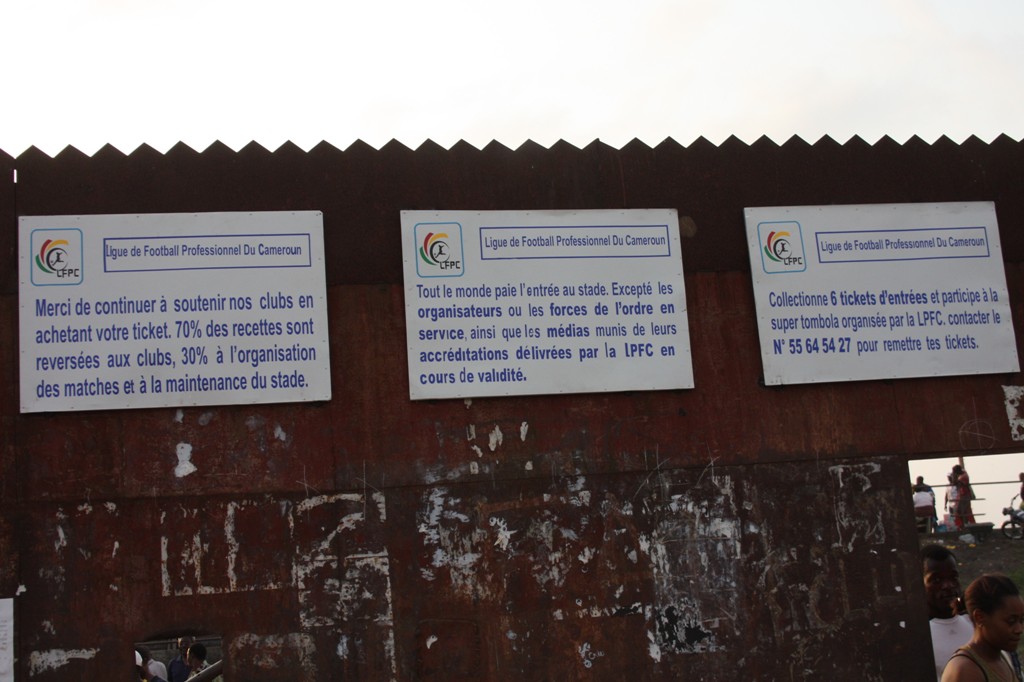 LFPC
Ligue de Football Professionnel Du Cameroun
Merci de continuer à soutenir nos clubs en
achetant votre ticket. 70% des recettes sont
reversées aux clubs, 30% à l'organisation
des matches et à la maintenance du stade.
LFPC
Ligue de Football Professionnel Du Cameroun
Tout le monde paie l'entrée au stade. Excepté les
organisateurs ou les forces de l'ordre en
service, ainsi que les médias munis de leurs
accréditations délivrées par la LPFC en
cours de validité.
LFPC
Ligue de Football Professionnel Du Cameroun
Collectionne 6 tickets d'entrées et participe à la
super tombola organisée par la LFPC. contacter le
N° 55 64 54 27 pour remettre tes tickets.